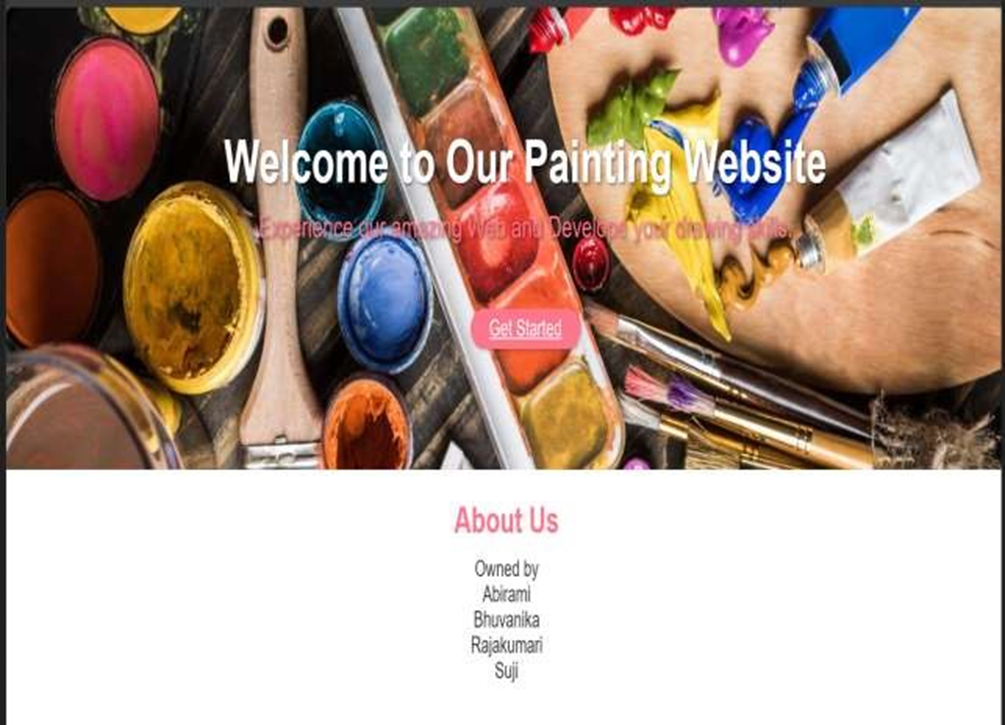 Welcome to Our Painting Website
Experience our amazing Web and Develope your drawing skills.
Get Started
About Us
Owned by
Abirami
Bhuvanika
Rajakumari
Suji